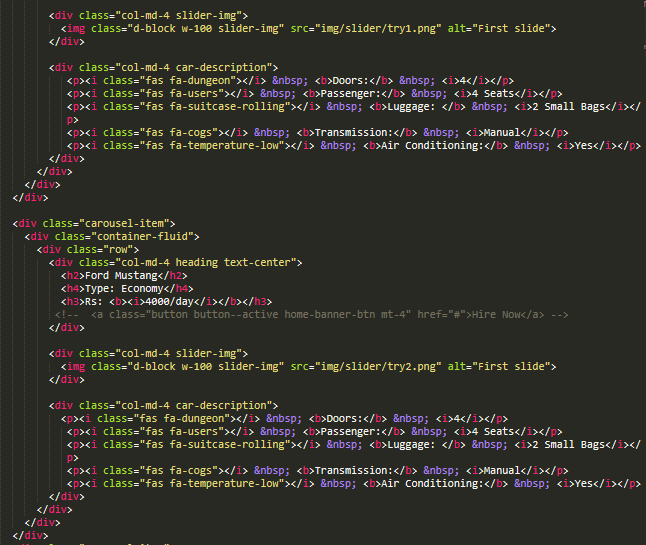 <div class="col-md-4 slider-img">
<img class="d-block w-100 slider-img" src="img/slider/try1.png" alt="First slide">
</div>
<div class="col-md-4 car-description">
<p><i class="fas fa-dungeon"></i> &nbsp; <b>Doors:</b> &nbsp; <i>4</i></p>
<p><i class="fas fa-users"></i> &nbsp; <b>Passenger:</b> &nbsp; <i>4 Seats</i></p>
<p><i class="fas fa-suitcase-rolling"></i> &nbsp; <b>Luggage: </b> &nbsp; <i>2 Small Bags</i></
p>
<p><i class="fas fa-cogs"></i> &nbsp; <b>Transmission:</b> &nbsp; <i>Manual</i></p>
<p><i class="fas fa-temperature-low"></i> &nbsp; <b>Air Conditioning:</b> &nbsp; <i>Yes</i></p>
</div>
</div>
</div>
</div>
<div class="carousel-item">
<div class="container-fluid">
<div class="row">
<div class="col-md-4 heading text-center">
<h2>Ford Mustang</h2>
<h4>Type: Economy</h4>
<h3>Rs: <b><i>4000/day</i></b></h3>
<!--  <a class="button button--active home-banner-btn mt-4" href="#">Hire Now</a> -->
</div>
<div class="col-md-4 slider-img">
<img class="d-block w-100 slider-img" src="img/slider/try2.png" alt="First slide">
</div>
<div class="col-md-4 car-description">
<p><i class="fas fa-dungeon"></i> &nbsp; <b>Doors:</b> &nbsp; <i>4</i></p>
<p><i class="fas fa-users"></i> &nbsp; <b>Passenger:</b> &nbsp; <i>4 Seats</i></p>
<p><i class="fas fa-suitcase-rolling"></i> &nbsp; <b>Luggage: </b> &nbsp; <i>2 Small Bags</i></
p>
<p><i class="fas fa-cogs"></i> &nbsp; <b>Transmission:</b> &nbsp; <i>Manual</i></p>
<p><i class="fas fa-temperature-low"></i> &nbsp; <b>Air Conditioning:</b> &nbsp; <i>Yes</i></p>
</div>
</div>
</div>
</div>